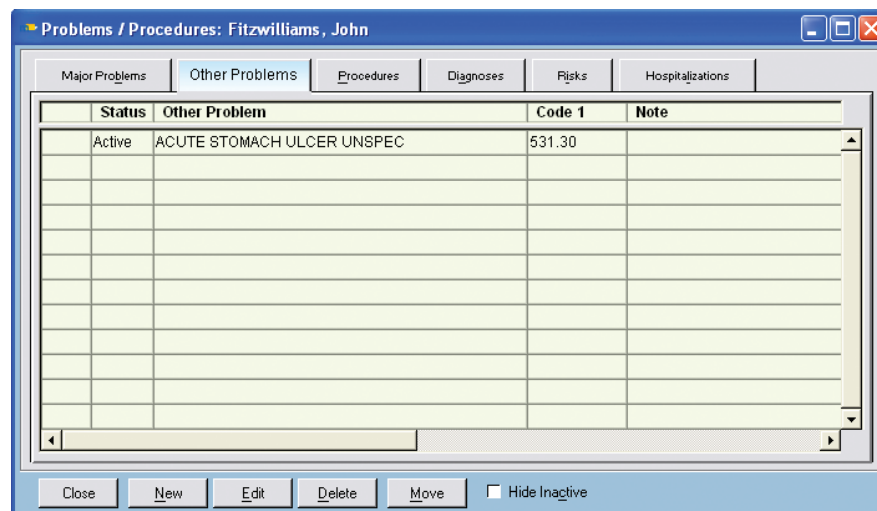 Problems / Procedures: Fitzwilliams, John
Major Problems Other Problems Procedures Diagnoses Risks Hospitalizations
Status Other Problem Code 1 Note
Active ACUTE STOMACH ULCER UNSPEC 531.30
Close New Edit Delete Move Hide Inactive